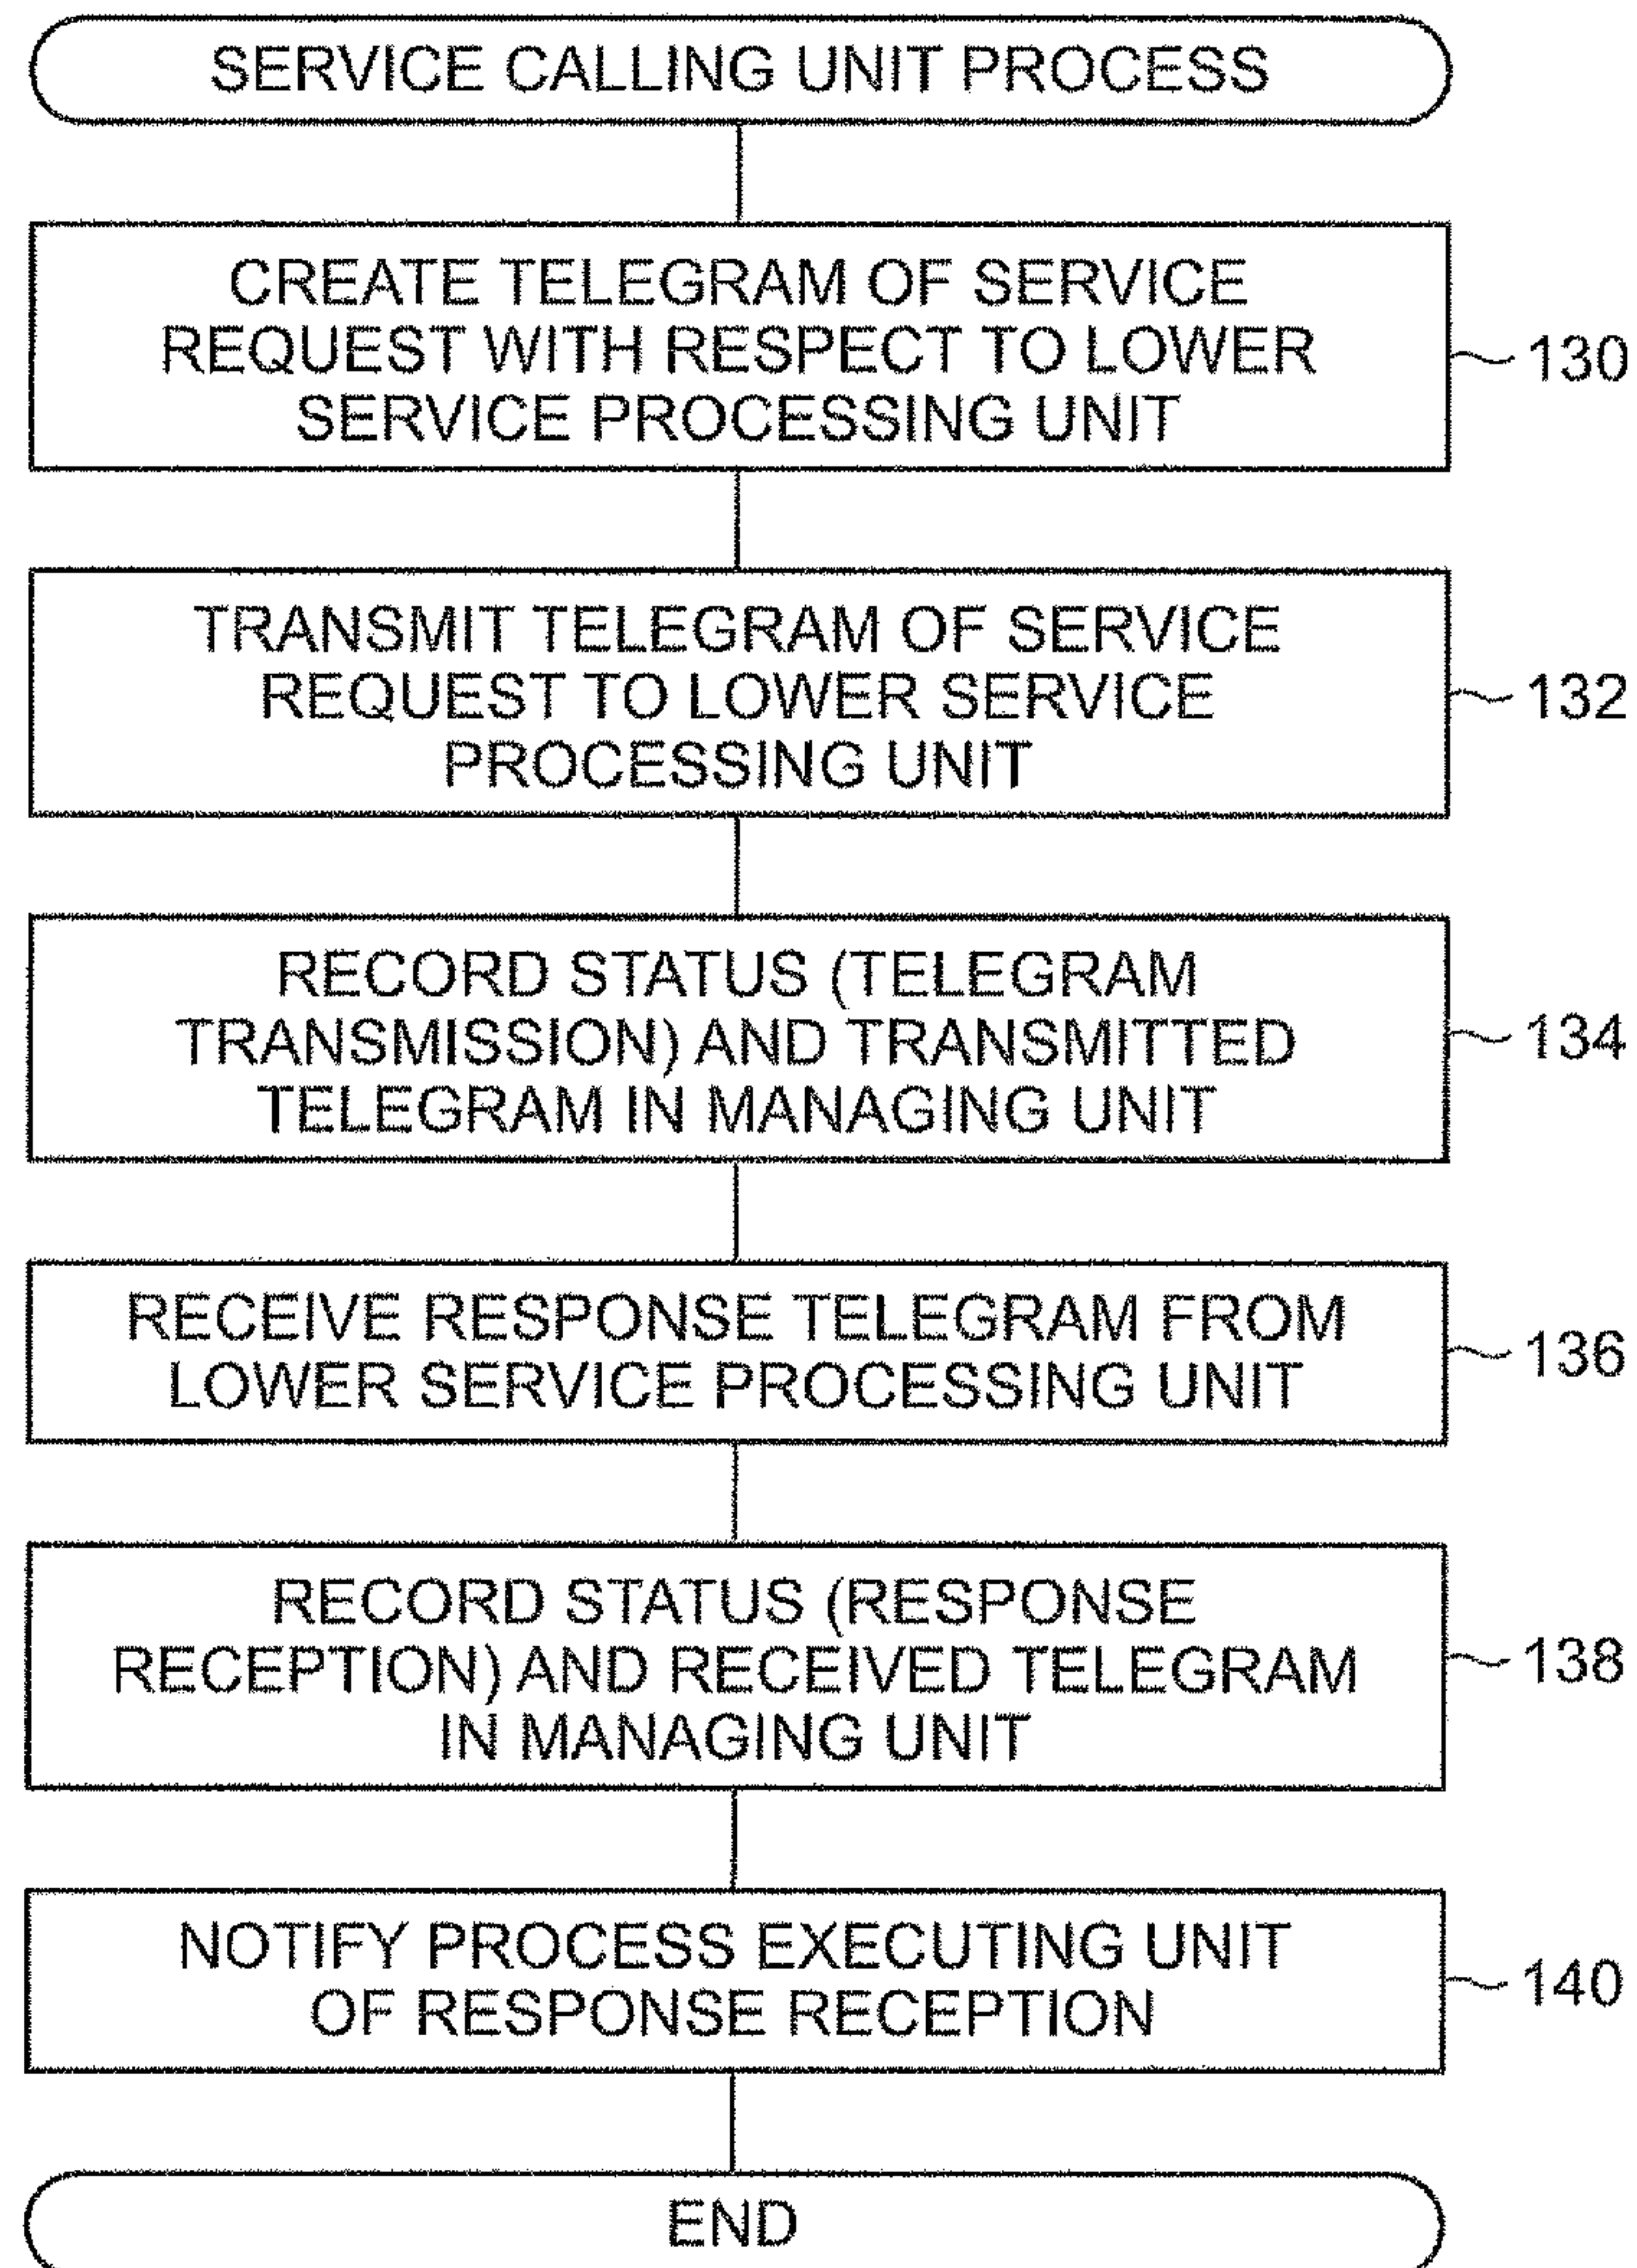 SERVICE CALLING UNIT PROCESS
CREATE TELEGRAM OF SERVICE
REQUEST WITH RESPECT TO LOWER
SERVICE PROCESSING UNIT
130
TRANSMIT TELEGRAM OF SERVICE
REQUEST TO LOWER SERVICE
PROCESSING UNIT
132
RECORD STATUS (TELEGRAM
TRANSMISSION) AND TRANSMITTED
TELEGRAM IN MANAGING UNIT
134
RECEIVE RESPONSE TELEGRAM FROM
LOWER SERVICE PROCESSING UNIT
136
RECORD STATUS (RESPONSE
RECEPTION) AND RECEIVED TELEGRAM
IN MANAGING UNIT
138
NOTIFY PROCESS EXECUTING UNIT
OF RESPONSE RECEPTION
140
END